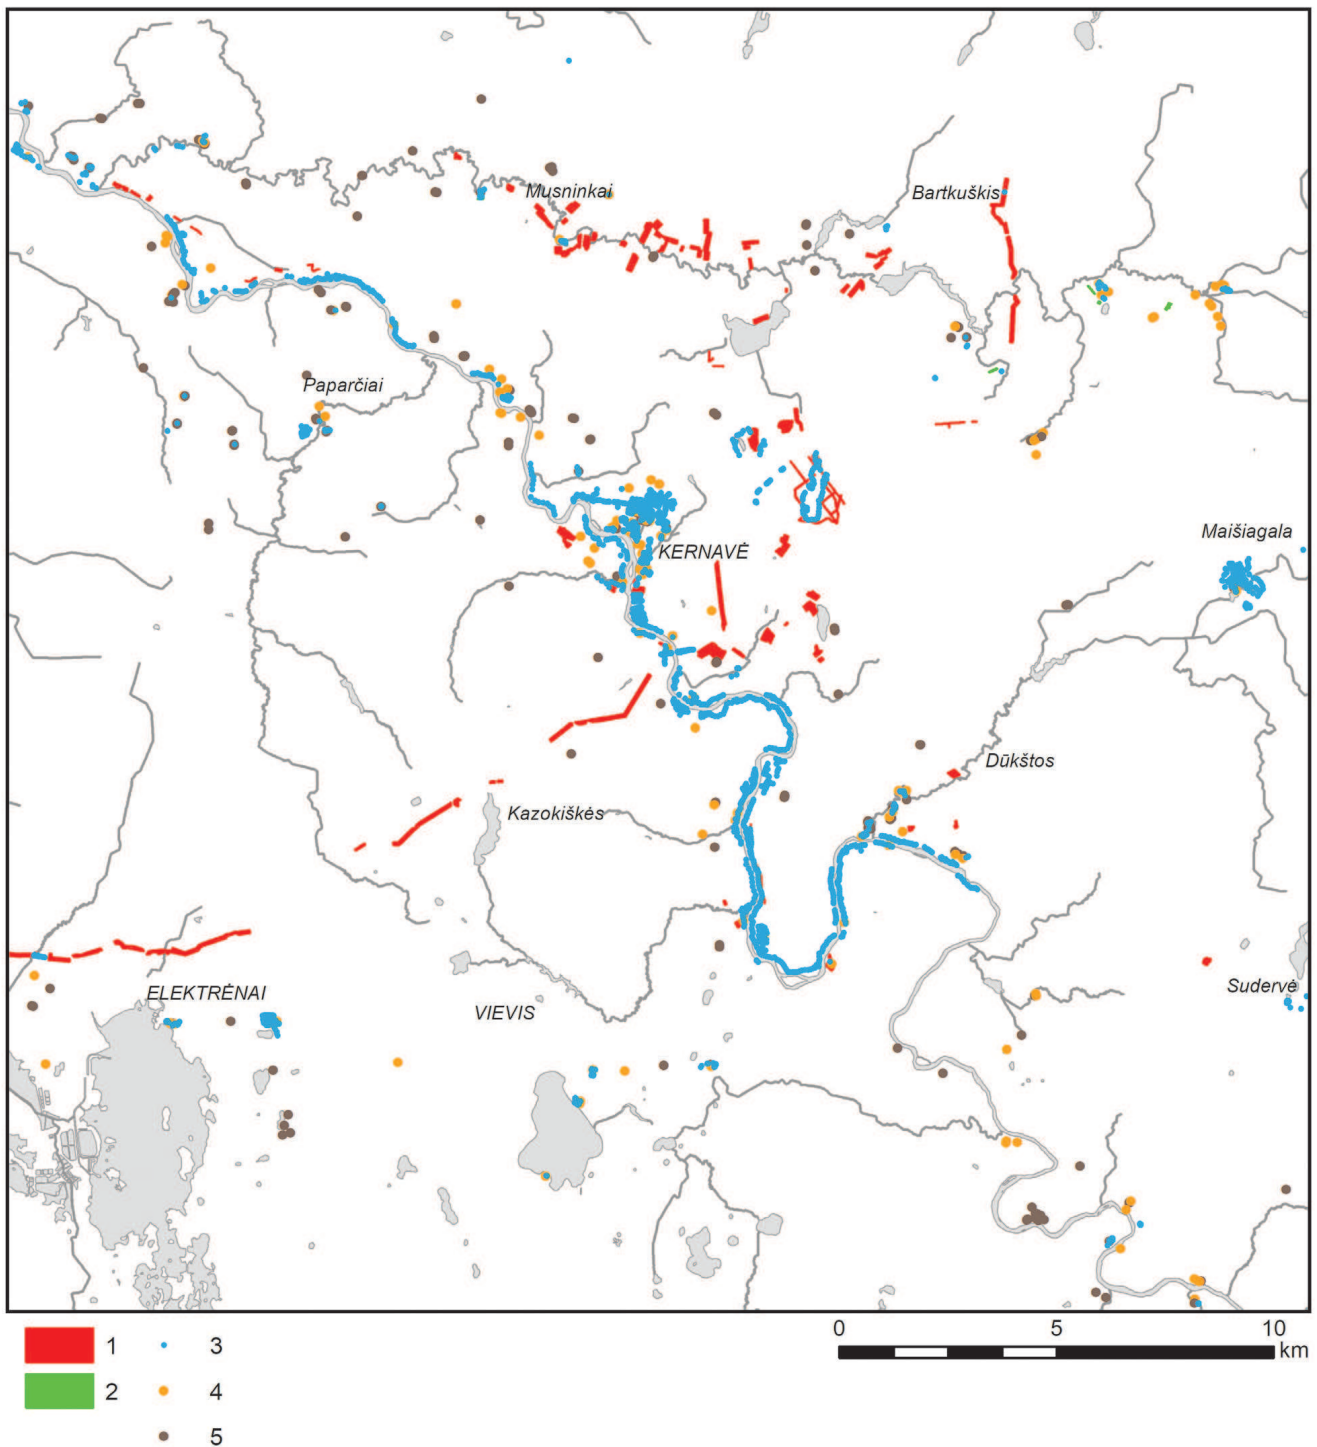 Musninkai
Bartkuškis
Paparčiai
Maišiagala
KERNAVĖ
Dūkštos
Kazokiškės
Sudervė
ELEKTRĖNAI
VIEVIS
0 5 10
km
1 3
2 4
5